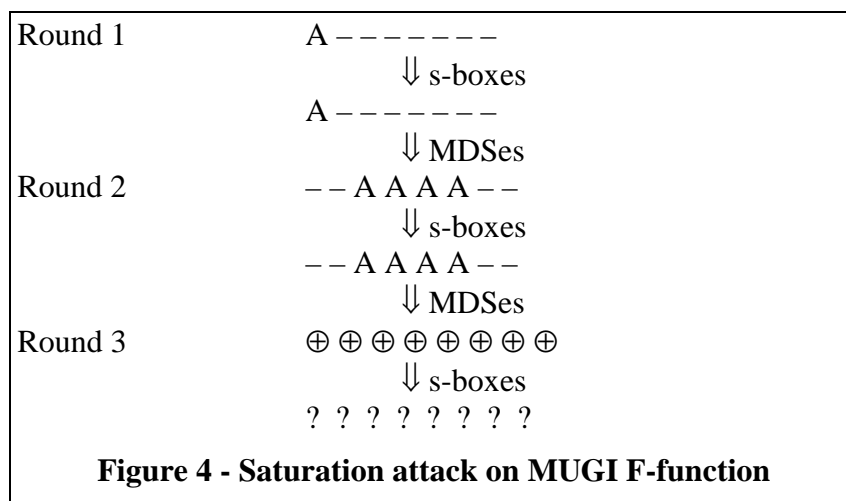 Round 1 A – – – – – – –
⇓ s-boxes
A – – – – – – –
⇓ MDSes
Round 2 – – A A A A – –
⇓ s-boxes
– – A A A A – –
⇓ MDSes
Round 3 ⊕ ⊕ ⊕ ⊕ ⊕ ⊕ ⊕ ⊕
⇓ s-boxes
? ? ? ? ? ? ? ?
Figure 4 - Saturation attack on MUGI F-function